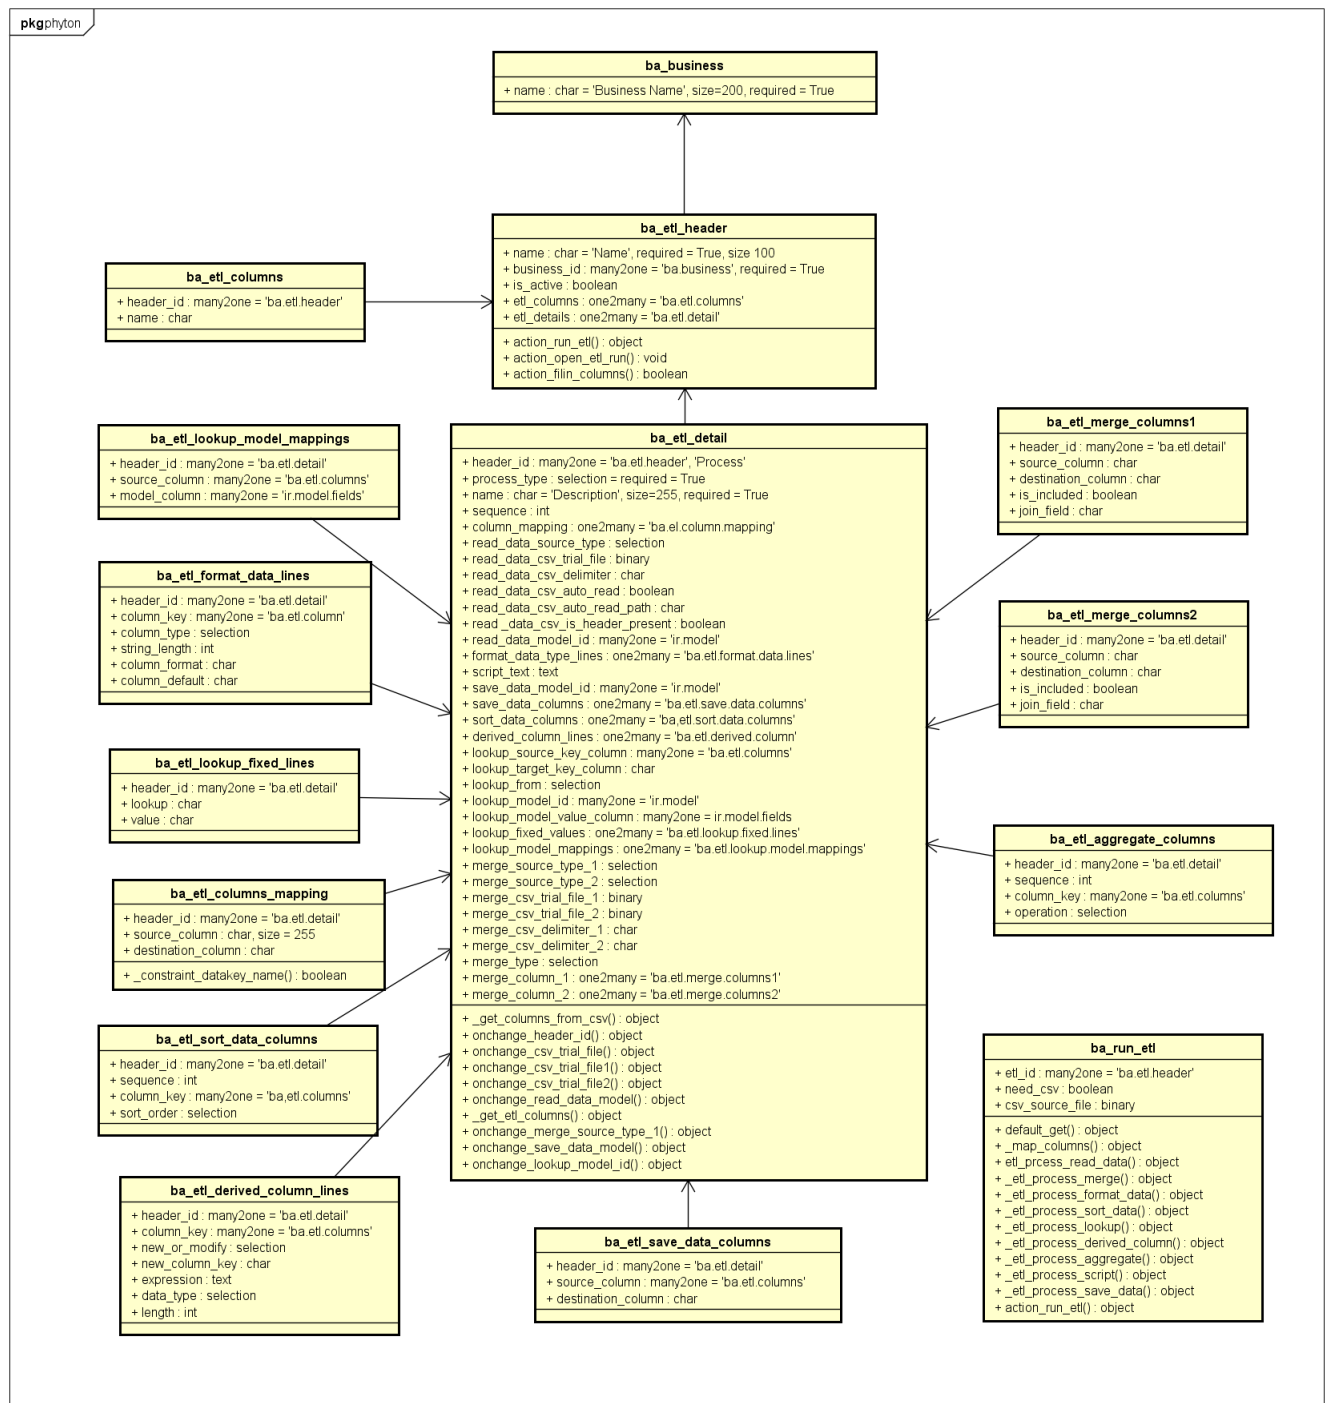 pkg phyton
ba_business
+ name : char = 'Business Name', size=200, required = True
ba_etl_header
+ name : char = 'Name', required = True, size 100
+ business_id : many2one = 'ba.business', required = True
+ is_active : boolean
+ etl_columns : one2many = 'ba.etl.columns'
+ etl_details : one2many = 'ba.etl.detail'
+ action_run_etl() : object
+ action_open_etl_run() : void
+ action_filin_columns() : boolean
ba_etl_columns
+ header_id : many2one = 'ba.etl.header'
+ name : char
ba_etl_lookup_model_mappings
+ header_id : many2one = 'ba.etl.detail'
+ source_column : many2one = 'ba.etl.columns'
+ model_column : many2one = 'ir.model.fields'
ba_etl_format_data_lines
+ header_id : many2one = 'ba.etl.detail'
+ column_key : many2one = 'ba.etl.column'
+ column_type : selection
+ string_length : int
+ column_format : char
+ column_default : char
ba_etl_lookup_fixed_lines
+ header_id : many2one = 'ba.etl.detail'
+ lookup : char
+ value : char
ba_etl_columns_mapping
+ header_id : many2one = 'ba.etl.detail'
+ source_column : char, size = 255
+ destination_column : char
+ _constraint_datakey_name() : boolean
ba_etl_sort_data_columns
+ header_id : many2one = 'ba.etl.detail'
+ sequence : int
+ column_key : many2one = 'ba,etl.columns'
+ sort_order : selection
ba_etl_derived_column_lines
+ header_id : many2one = 'ba.etl.detail'
+ column_key : many2one = 'ba.etl.columns'
+ new_or_modify : selection
+ new_column_key : char
+ expression : text
+ data_type : selection
+ length : int
ba_etl_detail
+ header_id : many2one = 'ba.etl.header', 'Process'
+ process_type : selection = required = True
+ name : char = 'Description', size=255, required = True
+ sequence : int
+ column_mapping : one2many = 'ba.el.column.mapping'
+ read_data_source_type : selection
+ read_data_csv_trial_file : binary
+ read_data_csv_delimiter : char
+ read_data_csv_auto_read : boolean
+ read_data_csv_auto_read_path : char
+ read _data_csv_is_header_present : boolean
+ read_data_model_id : many2one = 'ir.model'
+ format_data_type_lines : one2many = 'ba.etl.format.data.lines'
+ script_text : text
+ save_data_model_id : many2one = 'ir.model'
+ save_data_columns : one2many = 'ba.etl.save.data.columns'
+ sort_data_columns : one2many = 'ba,etl.sort.data.columns'
+ derived_column_lines : one2many = 'ba.etl.derived.column'
+ lookup_source_key_column : many2one = 'ba.etl.columns'
+ lookup_target_key_column : char
+ lookup_from : selection
+ lookup_model_id : many2one = 'ir.model'
+ lookup_model_value_column : many2one = ir.model.fields
+ lookup_fixed_values : one2many = 'ba.etl.lookup.fixed.lines'
+ lookup_model_mappings : one2many = 'ba.etl.lookup.model.mappings'
+ merge_source_type_1 : selection
+ merge_source_type_2 : selection
+ merge_csv_trial_file_1 : binary
+ merge_csv_trial_file_2 : binary
+ merge_csv_delimiter_1 : char
+ merge_csv_delimiter_2 : char
+ merge_type : selection
+ merge_column_1 : one2many = 'ba.etl.merge.columns1'
+ merge_column_2 : one2many = 'ba.etl.merge.columns2'
+ _get_columns_from_csv() : object
+ onchange_header_id() : object
+ onchange_csv_trial_file() : object
+ onchange_csv_trial_file1() : object
+ onchange_csv_trial_file2() : object
+ onchange_read_data_model() : object
+ _get_etl_columns() : object
+ onchange_merge_source_type_1() : object
+ onchange_save_data_model() : object
+ onchange_lookup_model_id() : object
ba_etl_save_data_columns
+ header_id : many2one = 'ba.etl.detail'
+ source_column : many2one = 'ba.etl.columns'
+ destination_column : char
ba_etl_merge_columns1
+ header_id : many2one = 'ba.etl.detail'
+ source_column : char
+ destination_column : char
+ is_included : boolean
+ join_field : char
ba_etl_merge_columns2
+ header_id : many2one = 'ba.etl.detail'
+ source_column : char
+ destination_column : char
+ is_included : boolean
+ join_field : char
ba_etl_aggregate_columns
+ header_id : many2one = 'ba.etl.detail'
+ sequence : int
+ column_key : many2one = 'ba.etl.columns'
+ operation : selection
ba_run_etl
+ etl_id : many2one = 'ba.etl.header'
+ need_csv : boolean
+ csv_source_file : binary
+ default_get() : object
+ _map_columns() : object
+ etl_prcess_read_data() : object
+ _etl_process_merge() : object
+ _etl_process_format_data() : object
+ _etl_process_sort_data() : object
+ _etl_process_lookup() : object
+ _etl_process_derived_column() : object
+ _etl_process_aggregate() : object
+ _etl_process_script() : object
+ _etl_process_save_data() : object
+ action_run_etl() : object